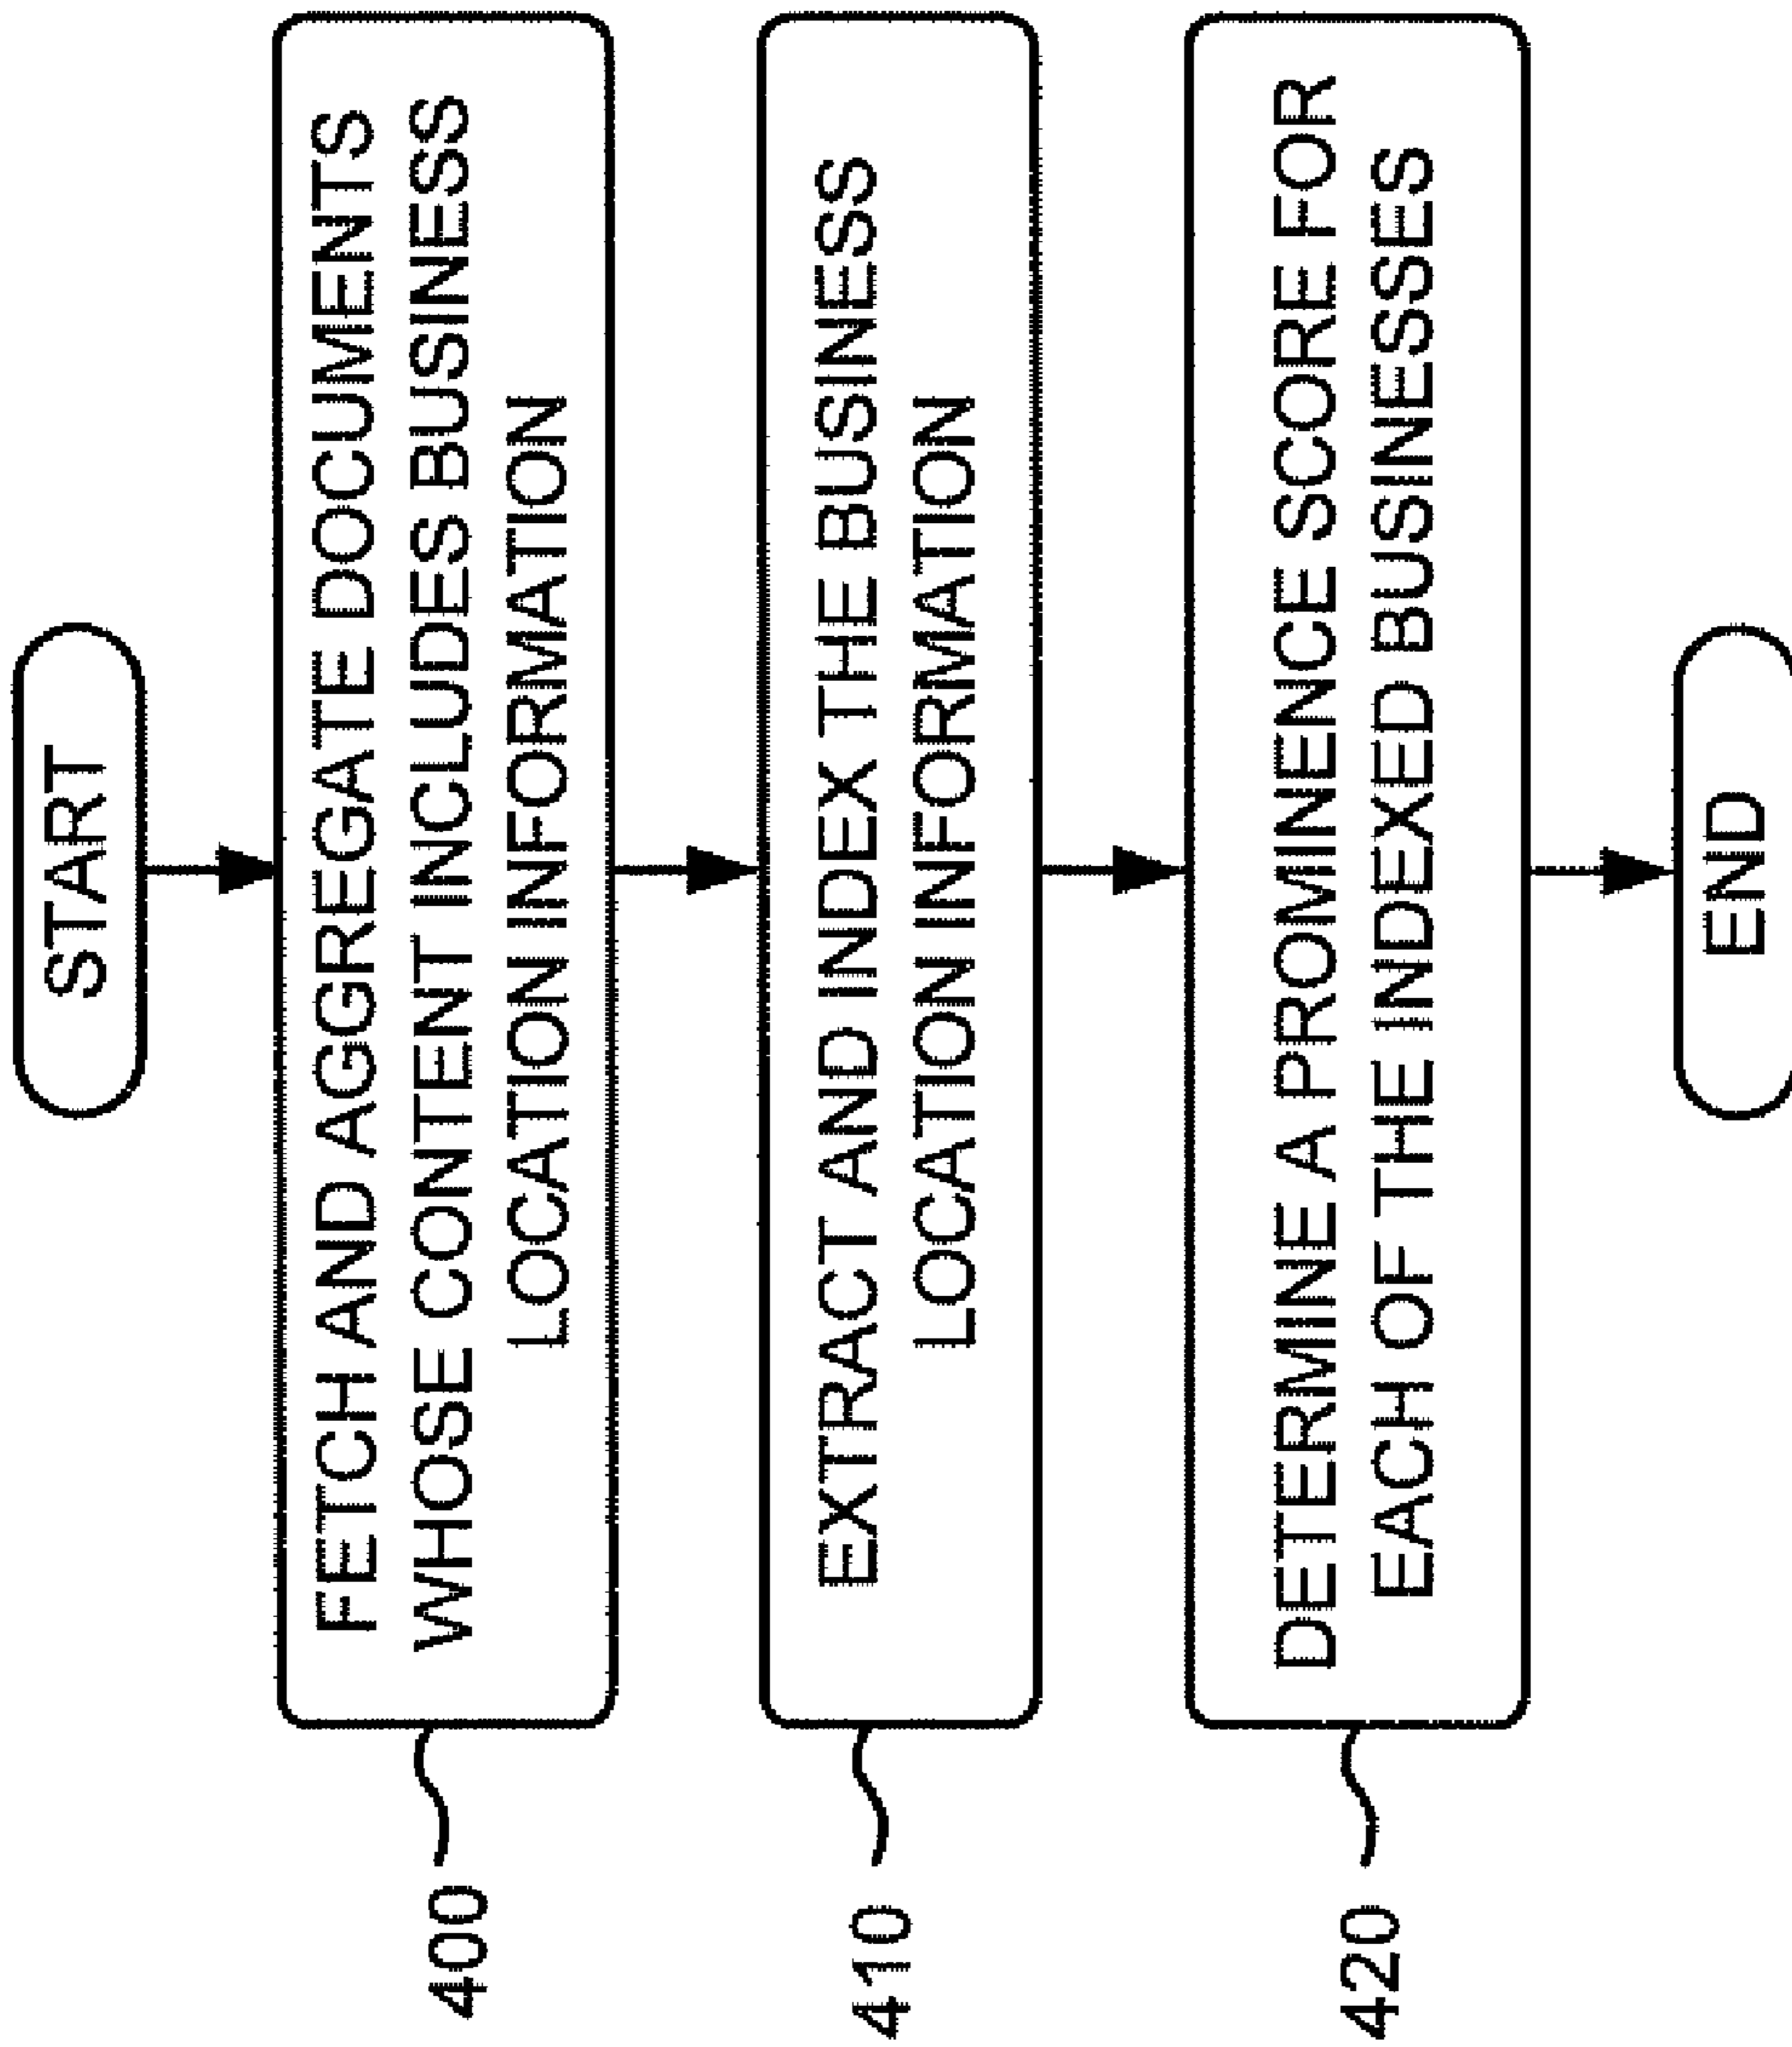 START
FETCH AND AGGREGATE DOCUMENTS
WHOSE CONTENT INCLUDES BUSINESS
LOCATION INFORMATION
400
EXTRACT AND INDEX THE BUSINESS
LOCATION INFORMATION
410
DETERMINE A PROMINENCE SCORE FOR
EACH OF THE INDEXED BUSINESSES
420
END